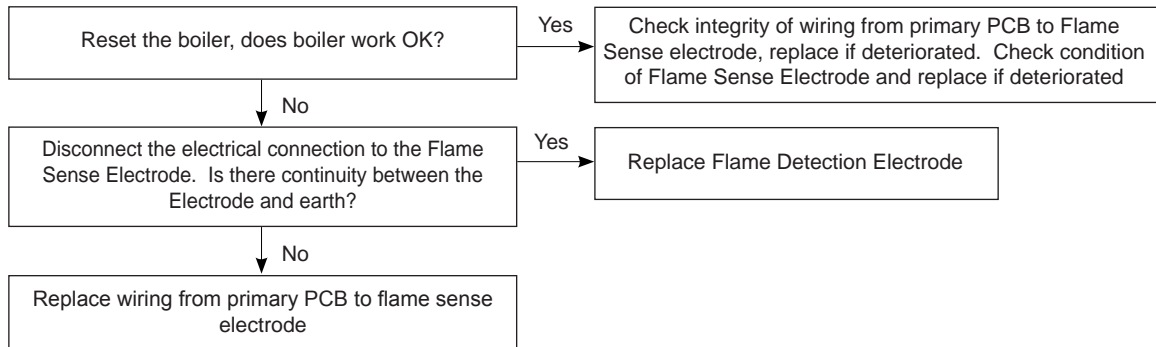 Reset the boiler, does boiler work OK?
Yes
Check integrity of wiring from primary PCB to Flame
Sense electrode, replace if deteriorated. Check condition
of Flame Sense Electrode and replace if deteriorated
No
Disconnect the electrical connection to the Flame
Sense Electrode. Is there continuity between the
Electrode and earth?
Yes
Replace Flame Detection Electrode
No
Replace wiring from primary PCB to flame sense
electrode